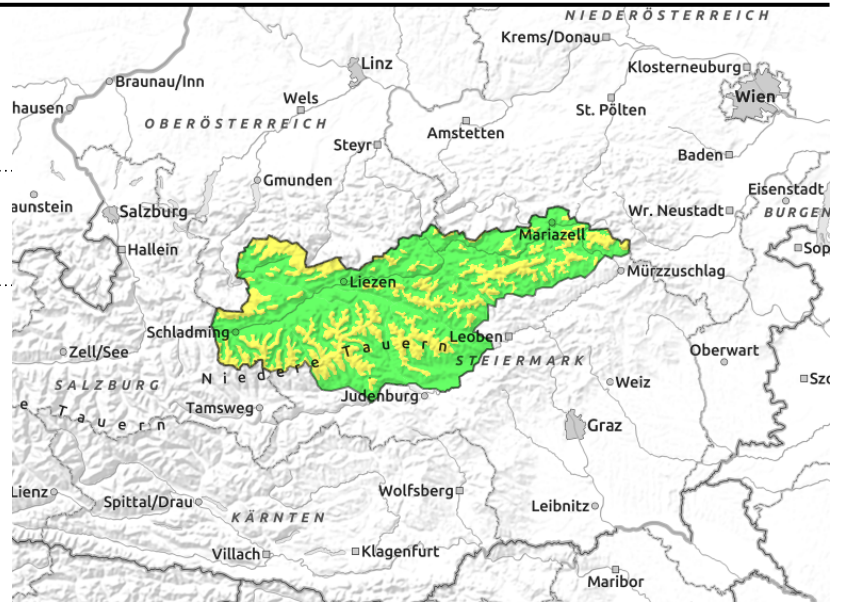 NIEDERÖSTERREICH
Krems/Donau
Linz
Klosterneuburg
Braunau/Inn
Wien
Wels
hausen
St. Pölten
OBERÖSTERREICH
Amstetten
Steyr
Baden
Gmunden
Eisenstadt
aunstein
Salzburg
Wr. Neustadt
BURGEN
Mariazell
Hallein
Sop
Mürzzuschlag
Liezen
Schladming
Leoben
Zell/See
Niedere Tauern
STEIERMARK
Oberwart
SALZBURG
Weiz
Szo
e Tauern
Tamsweg
Judenburg
Graz
Lienz
Spittal/Drau
Wolfsberg
Leibnitz
KÄRNTEN
Villach
Klagenfurt
Maribor